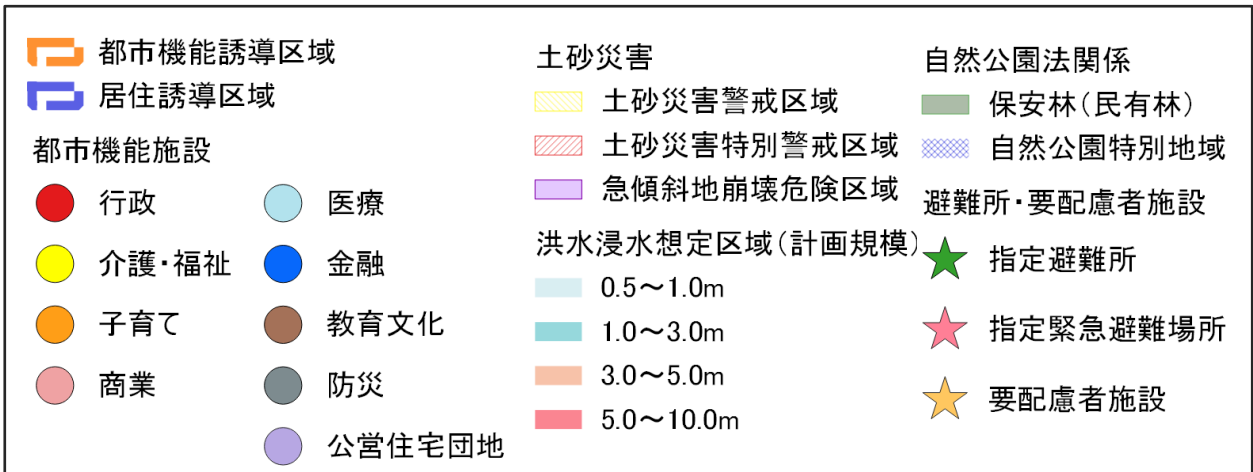 都市機能誘導区域
居住誘導区域
都市機能施設
行政
介護・福祉
子育て
商業
医療
金融
教育文化
防災
公営住宅団地
土砂災害
土砂災害警戒区域
土砂災害特別警戒区域
急傾斜地崩壊危険区域
洪水浸水想定区域(計画規模)
0.5～1.0m
1.0～3.0m
3.0～5.0m
5.0～10.0m
自然公園法関係
保安林(民有林)
自然公園特別地域
避難所・要配慮者施設
指定避難所
指定緊急避難場所
要配慮者施設